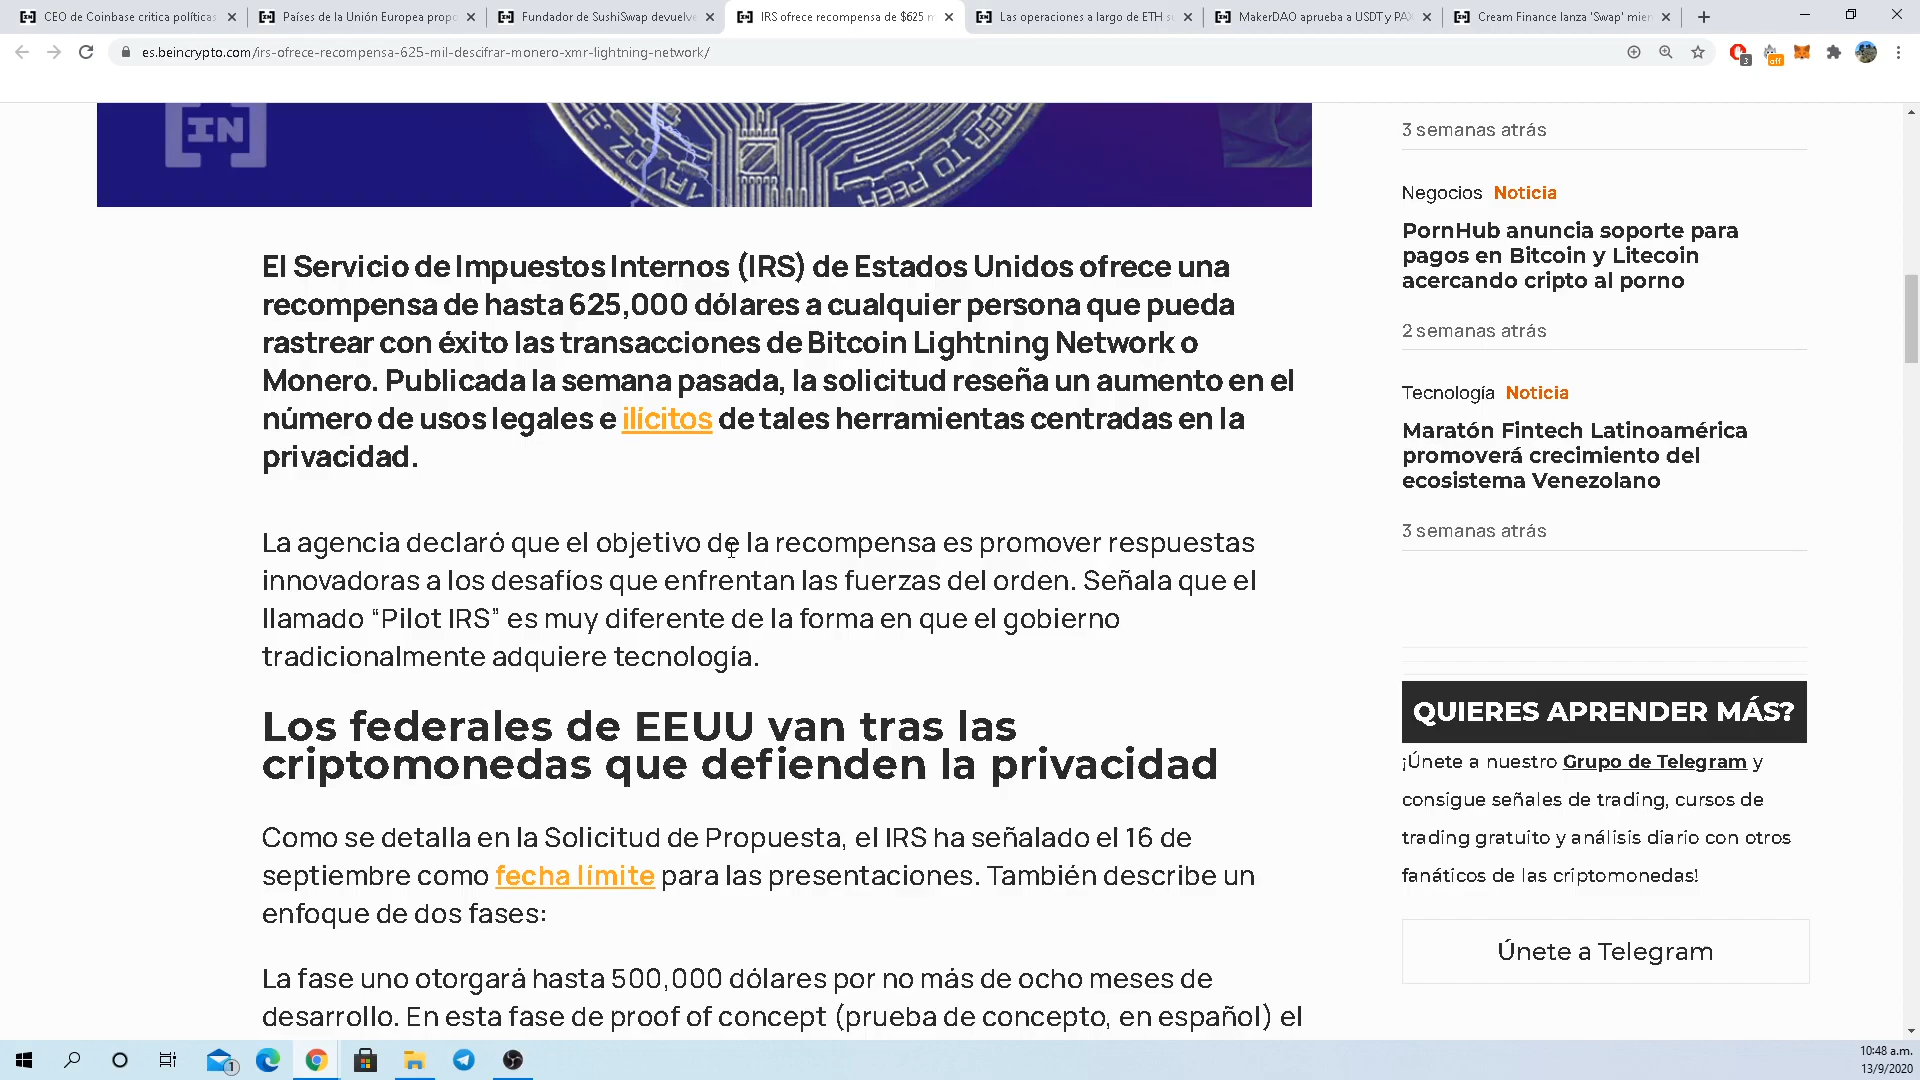 CEO de Coinbase critica políticas
Países de la Unión Europea propo
Fundador de SushiSwap devuelve
IRS ofrece recompensa de $625 m
Las operaciones a largo de ETH su
MakerDAO aprueba a USDT y PAX
Cream Finance lanza 'Swap' mien
es.beincrypto.com/irs-ofrece-recompensa-625-mil-descifrar-monero-xmr-lightning-network/
3
off
IN
PEER TO PEER
El Servicio de Impuestos Internos (IRS) de Estados Unidos ofrece una
recompensa de hasta 625,000 dólares a cualquier persona que pueda
rastrear con éxito las transacciones de Bitcoin Lightning Network o
Monero. Publicada la semana pasada, la solicitud reseña un aumento en el
número de usos legales e ilícitos de tales herramientas centradas en la
privacidad.
La agencia declaró que el objetivo de la recompensa es promover respuestas
innovadoras a los desafíos que enfrentan las fuerzas del orden. Señala que el
llamado “Pilot IRS” es muy diferente de la forma en que el gobierno
tradicionalmente adquiere tecnología.
Los federales de EEUU van tras las
criptomonedas que defienden la privacidad
Como se detalla en la Solicitud de Propuesta, el IRS ha señalado el 16 de
septiembre como fecha límite para las presentaciones. También describe un
enfoque de dos fases:
La fase uno otorgará hasta 500,000 dólares por no más de ocho meses de
desarrollo. En esta fase de proof of concept (prueba de concepto, en español) el
3 semanas atrás
Negocios Noticia
PornHub anuncia soporte para
pagos en Bitcoin y Litecoin
acercando cripto al porno
2 semanas atrás
Tecnología Noticia
Maratón Fintech Latinoamérica
promoverá crecimiento del
ecosistema Venezolano
3 semanas atrás
QUIERES APRENDER MÁS?
¡Únete a nuestro Grupo de Telegram y
consigue señales de trading, cursos de
trading gratuito y análisis diario con otros
fanáticos de las criptomonedas!
Únete a Telegram
1
10:48 a.m.
13/9/2020